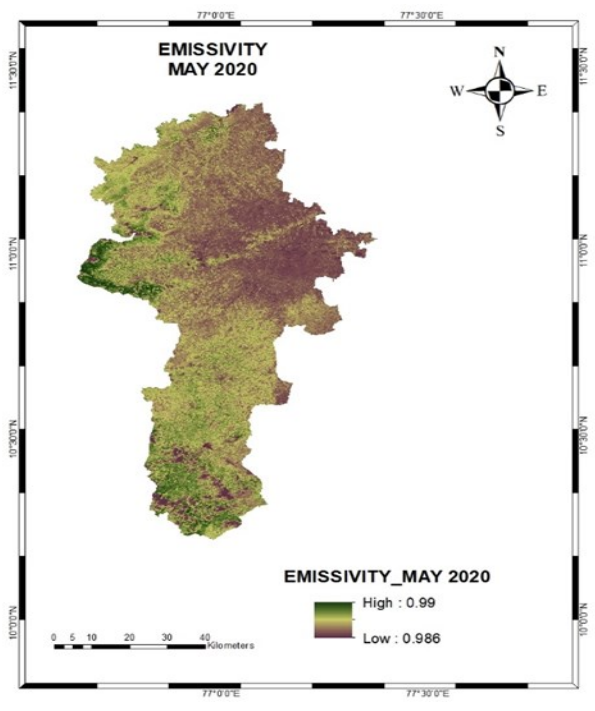 77°0'0"E 77°30'0"E
EMISSIVITY
MAY 2020
N
W E
S
11°30'0"N 11°30'0"N
11°0'0"N 11°0'0"N
10°30'0"N 10°30'0"N
EMISSIVITY_MAY 2020
High : 0.99
Low : 0.986
10°0'0"N 10°0'0"N
0 5 10 20 30 40
Kilometers
77°0'0"E 77°30'0"E